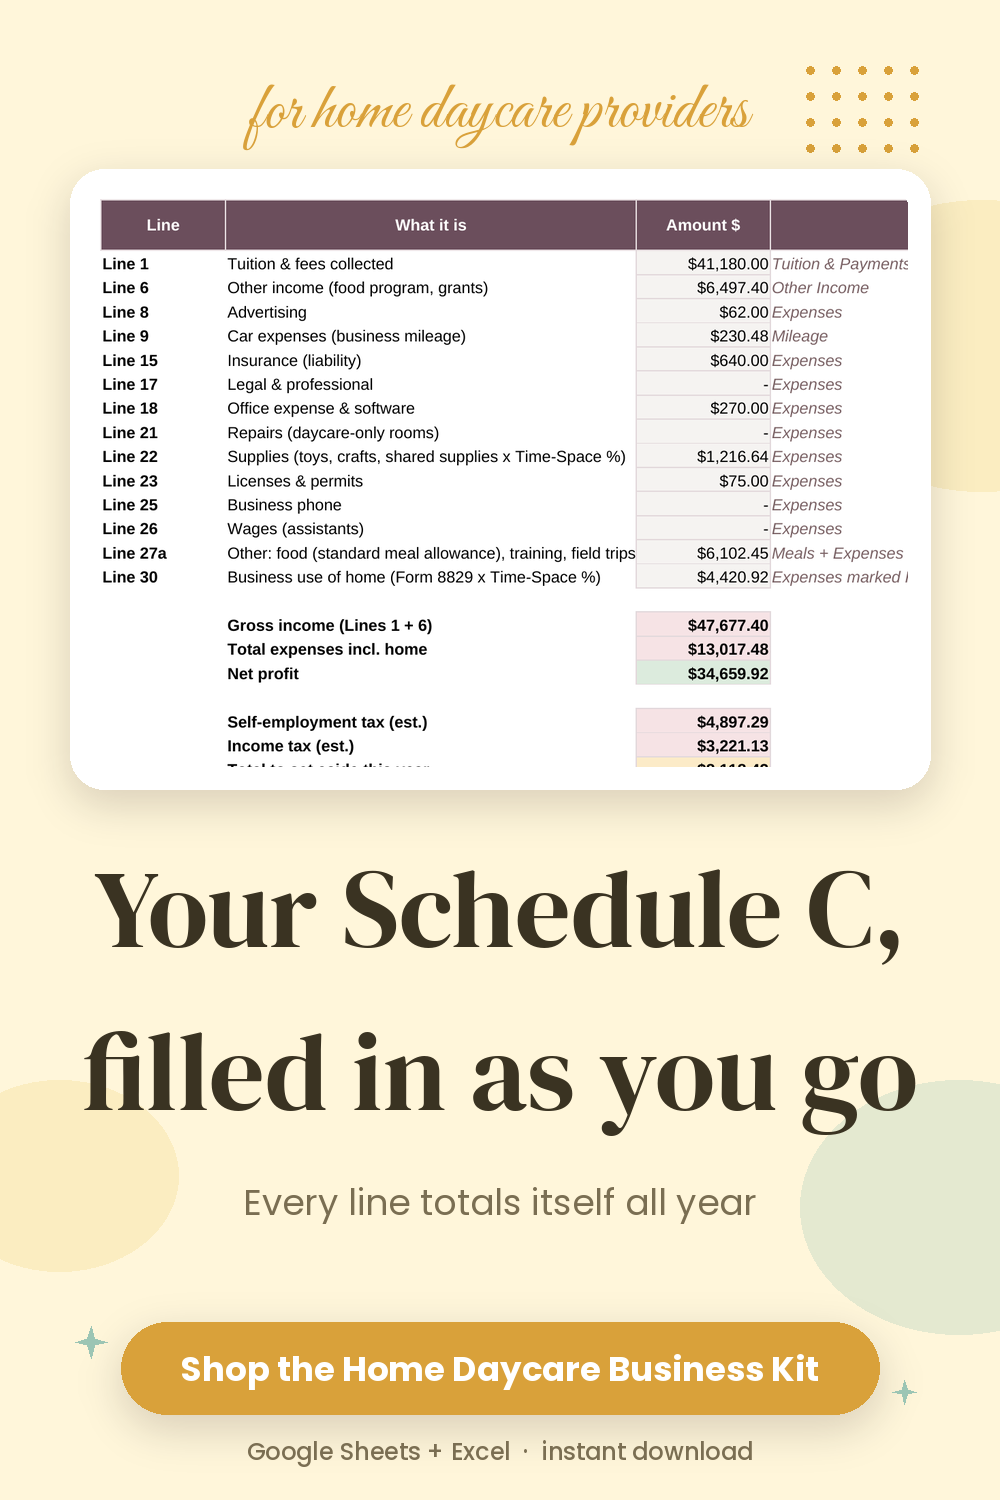 for home daycare providers
Line What it is Amount $
Line 1 Tuition & fees collected $41,180.00 Tuition & Payments
Line 6 Other income (food program, grants) $6,497.40 Other Income
Line 8 Advertising $62.00 Expenses
Line 9 Car expenses (business mileage) $230.48 Mileage
Line 15 Insurance (liability) $640.00 Expenses
Line 17 Legal & professional - Expenses
Line 18 Office expense & software $270.00 Expenses
Line 21 Repairs (daycare-only rooms) - Expenses
Line 22 Supplies (toys, crafts, shared supplies x Time-Space %) $1,216.64 Expenses
Line 23 Licenses & permits $75.00 Expenses
Line 25 Business phone - Expenses
Line 26 Wages (assistants) - Expenses
Line 27a Other: food (standard meal allowance), training, field trips $6,102.45 Meals + Expenses
Line 30 Business use of home (Form 8829 x Time-Space %) $4,420.92 Expenses marked
Gross income (Lines 1 + 6) $47,677.40
Total expenses incl. home $13,017.48
Net profit $34,659.92
Self-employment tax (est.) $4,897.29
Income tax (est.) $3,221.13
Your Schedule C,
filled in as you go
Every line totals itself all year
Shop the Home Daycare Business Kit
Google Sheets + Excel · instant download